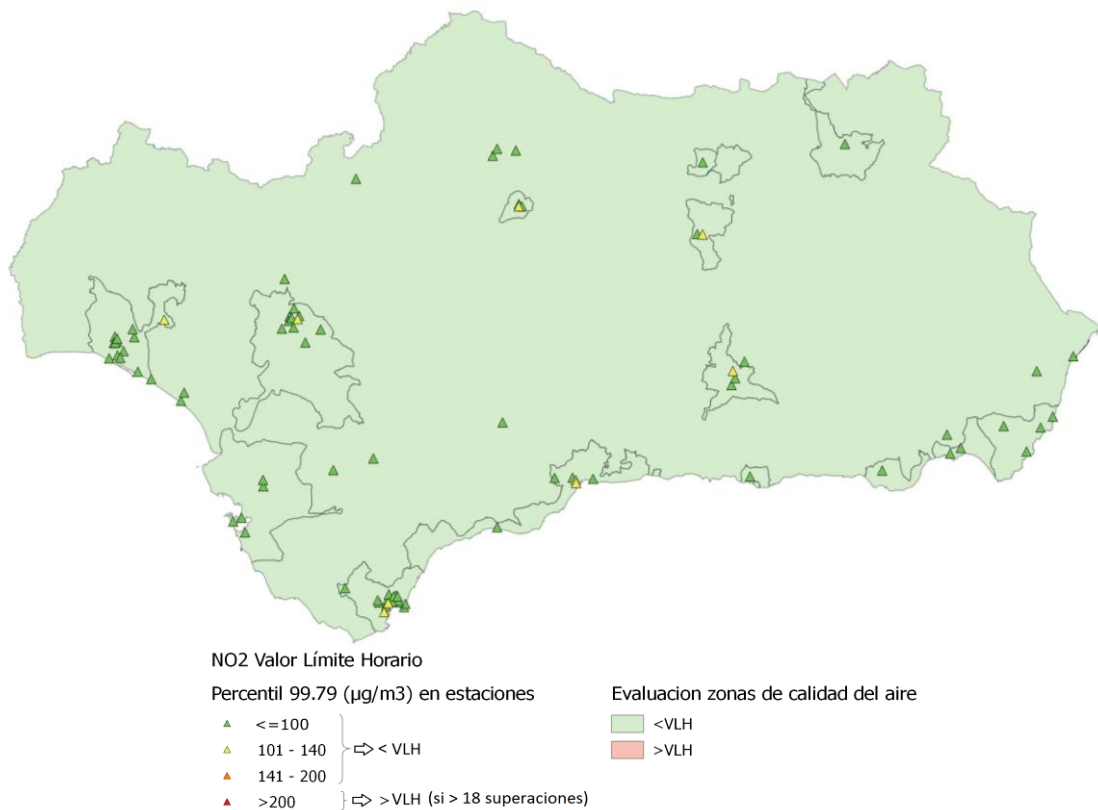 NO2 Valor Límite Horario
Percentil 99.79 (µg/m3) en estaciones
<=100
101 - 140
141 - 200
< VLH
>200
>VLH (si > 18 superaciones)
Evaluacion zonas de calidad del aire
<VLH
>VLH